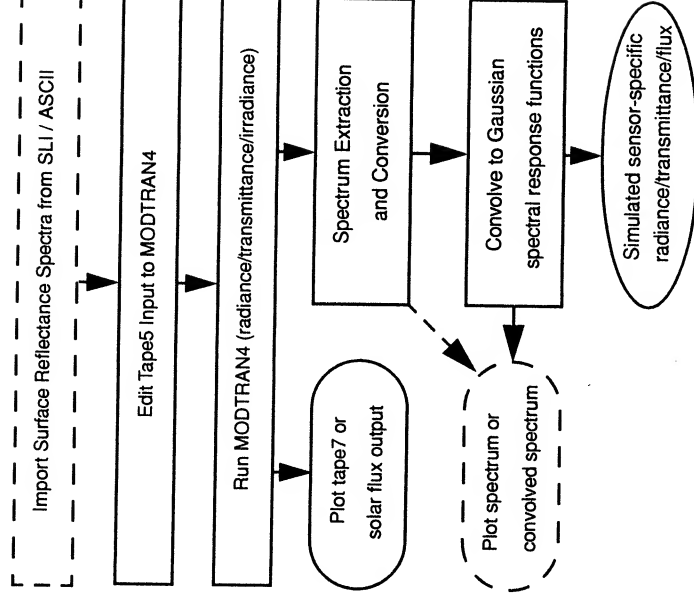 Import Surface Reflectance Spectra from SLI / ASCII
Edit Tape5 Input to MODTRAN4
Run MODTRAN4 (radiance/transmittance/irradiance)
Plot tape7 or
solar flux output
Spectrum Extraction
and Conversion
Plot spectrum or
convolved spectrum
Convolve to Gaussian
spectral response functions
Simulated sensor-specific
radiance/transmittance/flux